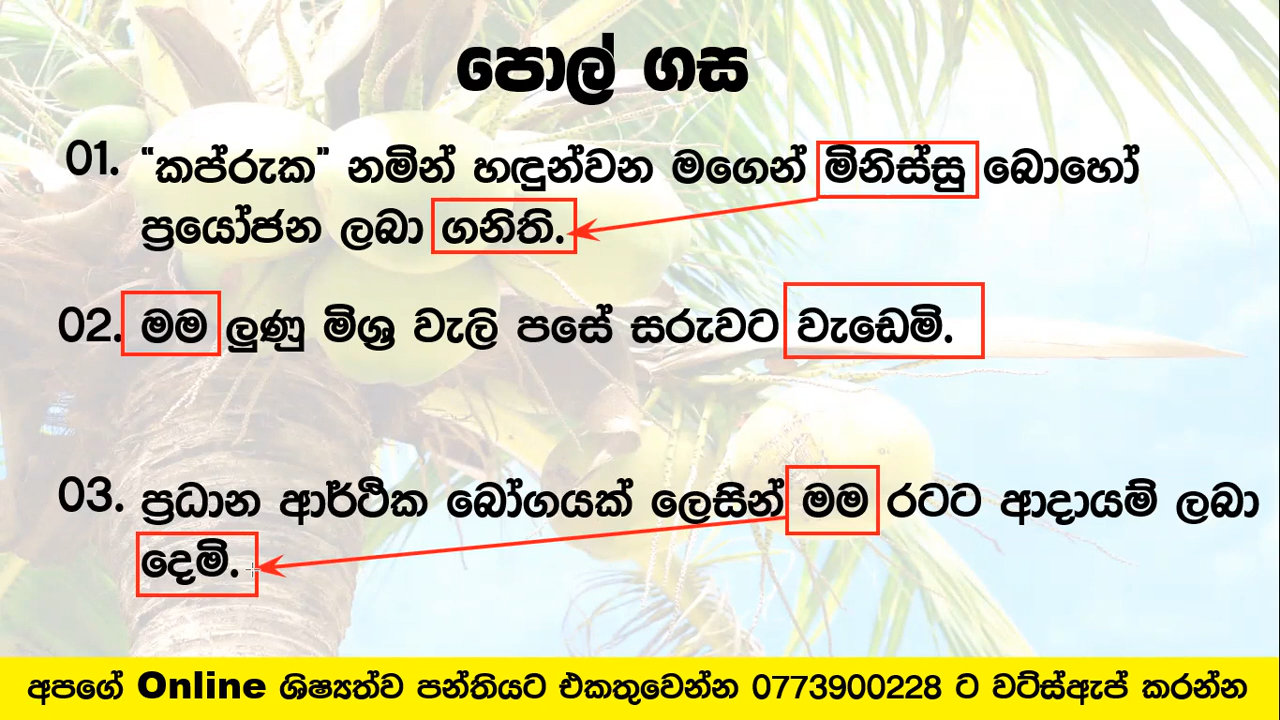 පොල් ගස
01. “කප්රුක” නමින් හඳුන්වන මගෙන් මිනිස්සු බොහෝ
ප්‍රයෝජන ලබා ගනිති.
02. මම ලුණු මිශ්‍ර වැලි පසේ සරුවට වැඩෙමි.
03. ප්‍රධාන ආර්ථික බෝගයක් ලෙසින් මම රටට ආදායම් ලබා
දෙමි.
අපගේ Online ශිෂ්‍යත්ව පන්තියට එකතුවෙන්න 0773900228 ට වට්ස්ඇප් කරන්න